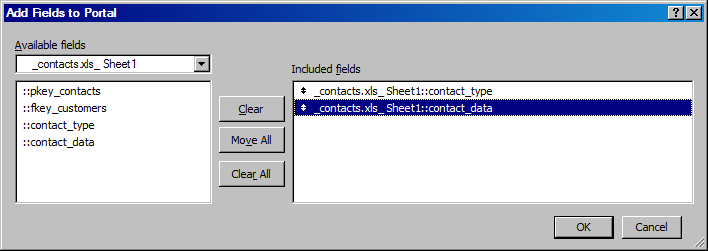 Add Fields to Portal
Available fields
_contacts.xls_ Sheet1
::pkey_contacts
::fkey_customers
::contact_type
::contact_data
Clear
Move All
Clear All
Included fields
_contacts.xls_ Sheet1::contact_type
_contacts.xls_ Sheet1::contact_data
OK
Cancel